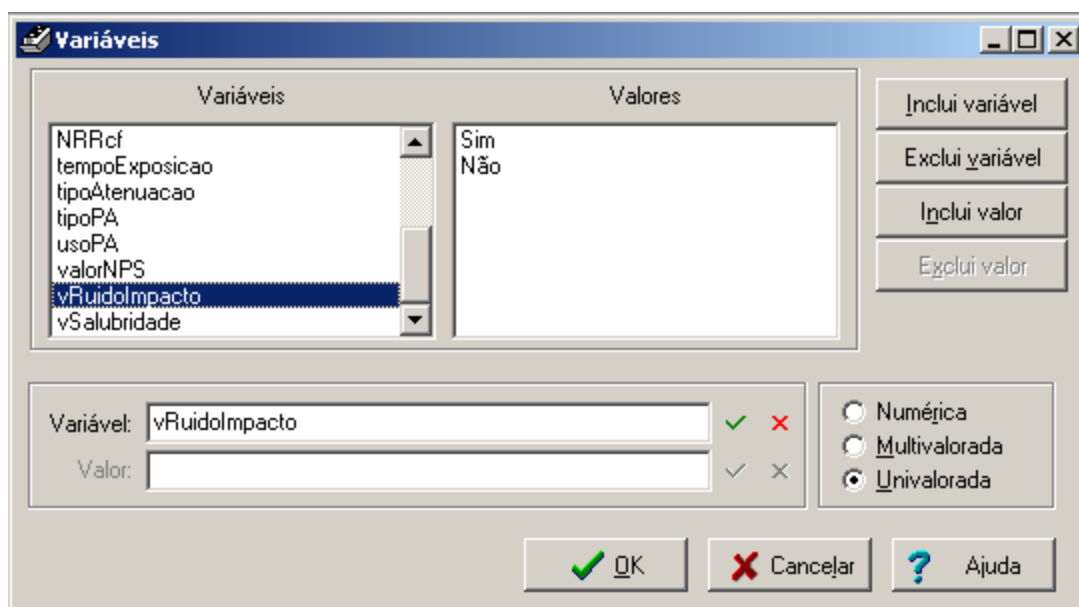 Variáveis
Variáveis
NRRcf
tempoExposicao
tipoAtenuacao
tipoPA
usoPA
valorNPS
vRuidoImpacto
vSalubridade
Valores
Sim
Não
Inclui variável
Exclui variável
Inclui valor
Exclui valor
Variável: vRuidoImpacto
Valor:
Numérica
Multivalorada
Univalorada
OK
Cancelar
Ajuda